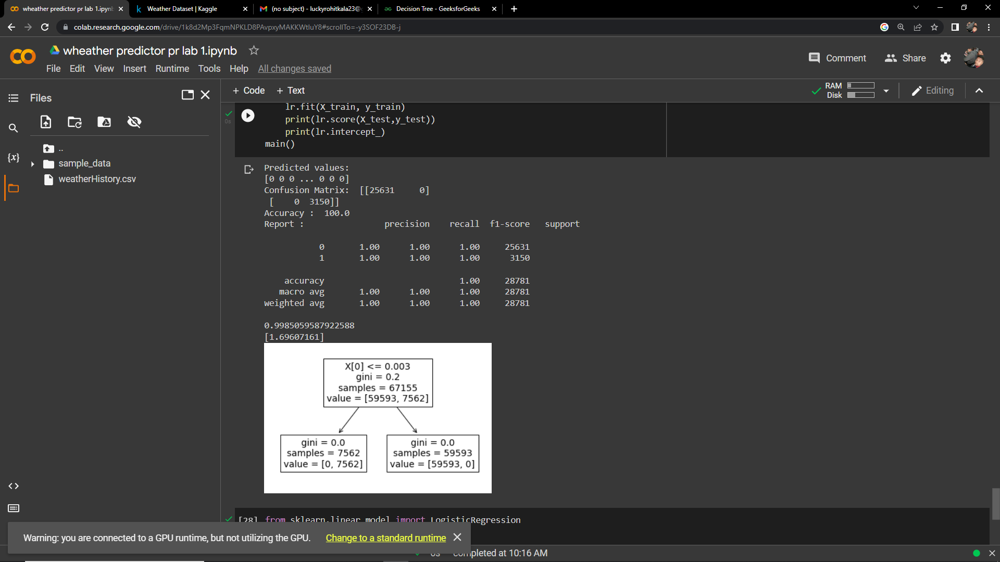 wheather predictor pr lab 1.ipynb
Weather Dataset | Kaggle
(no subject) - luckyrohitkala23@
Decision Tree - GeeksforGeeks
colab.research.google.com/drive/1k8d2Mp3FqmNPKLD8PAvpxyMAKKWtluY8#scrollTo=-y3SOF23DB-j
wheather predictor pr lab 1.ipynb
Comment
Share
File Edit View Insert Runtime Tools Help All changes saved
Files
+ Code + Text
RAM
Disk
Editing
..
sample_data
weatherHistory.csv
{x}
0s
lr.fit(X_train, y_train)
print(lr.score(X_test,y_test))
print(lr.intercept_)
main()
Predicted values:
[0 0 0 ... 0 0 0]
Confusion Matrix: [[25631 0]
[ 0 3150]]
Accuracy : 100.0
Report : precision recall f1-score support
0 1.00 1.00 1.00 25631
1 1.00 1.00 1.00 3150
accuracy 1.00 28781
macro avg 1.00 1.00 1.00 28781
weighted avg 1.00 1.00 1.00 28781
0.9985059587922588
[1.69607161]
X[0] <= 0.003
gini = 0.2
samples = 67155
value = [59593, 7562]
gini = 0.0
samples = 7562
value = [0, 7562]
gini = 0.0
samples = 59593
value = [59593, 0]
[28] from sklearn.linear_model import LogisticRegression
Warning: you are connected to a GPU runtime, but not utilizing the GPU. Change to a standard runtime
0s completed at 10:16 AM